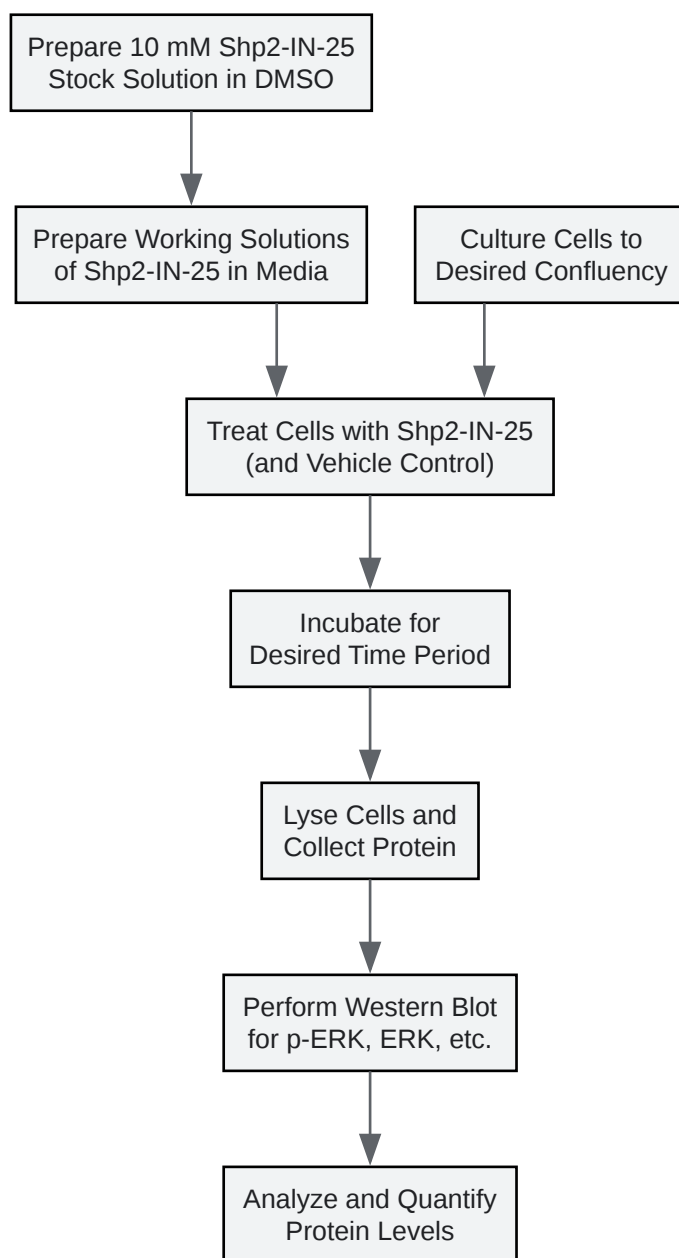 Prepare 10 mM Shp2-IN-25
Stock Solution in DMSO
Prepare Working Solutions
of Shp2-IN-25 in Media
Culture Cells to
Desired Confluency
Treat Cells with Shp2-IN-25
(and Vehicle Control)
Incubate for
Desired Time Period
Lyse Cells and
Collect Protein
Perform Western Blot
for p-ERK, ERK, etc.
Analyze and Quantify
Protein Levels